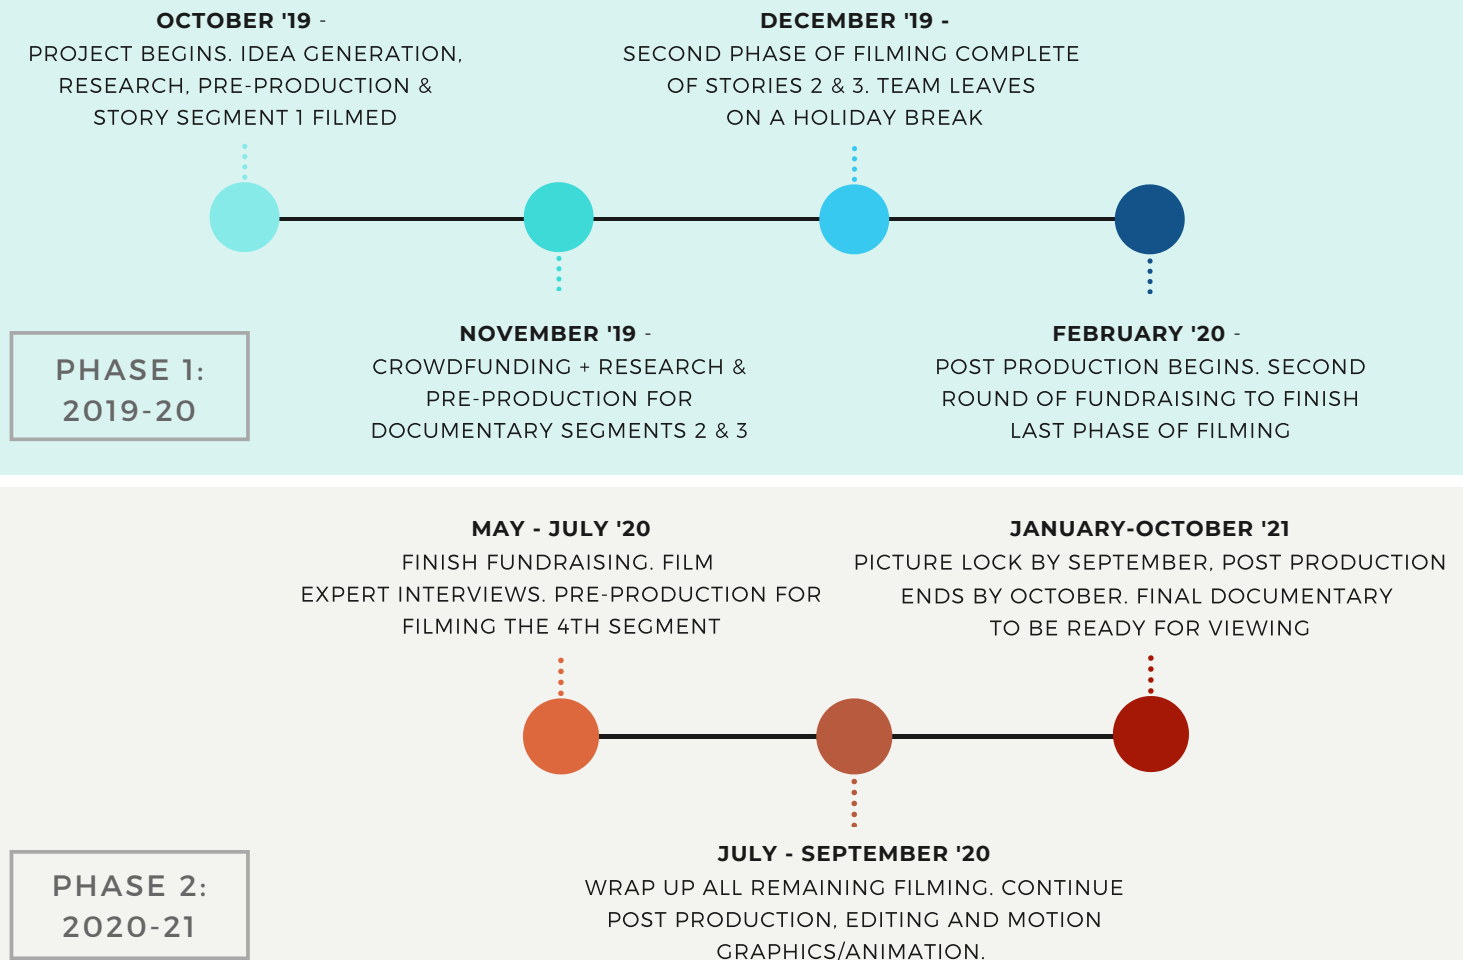 OCTOBER '19 -
PROJECT BEGINS. IDEA GENERATION,
RESEARCH, PRE-PRODUCTION &
STORY SEGMENT 1 FILMED
DECEMBER '19 -
SECOND PHASE OF FILMING COMPLETE
OF STORIES 2 & 3. TEAM LEAVES
ON A HOLIDAY BREAK
PHASE 1:
2019-20
NOVEMBER '19 -
CROWDFUNDING + RESEARCH &
PRE-PRODUCTION FOR
DOCUMENTARY SEGMENTS 2 & 3
FEBRUARY '20 -
POST PRODUCTION BEGINS. SECOND
ROUND OF FUNDRAISING TO FINISH
LAST PHASE OF FILMING
MAY - JULY '20
FINISH FUNDRAISING. FILM
EXPERT INTERVIEWS. PRE-PRODUCTION FOR
FILMING THE 4TH SEGMENT
JANUARY-OCTOBER '21
PICTURE LOCK BY SEPTEMBER, POST PRODUCTION
ENDS BY OCTOBER. FINAL DOCUMENTARY
TO BE READY FOR VIEWING
PHASE 2:
2020-21
JULY - SEPTEMBER '20
WRAP UP ALL REMAINING FILMING. CONTINUE
POST PRODUCTION, EDITING AND MOTION
GRAPHICS/ANIMATION.